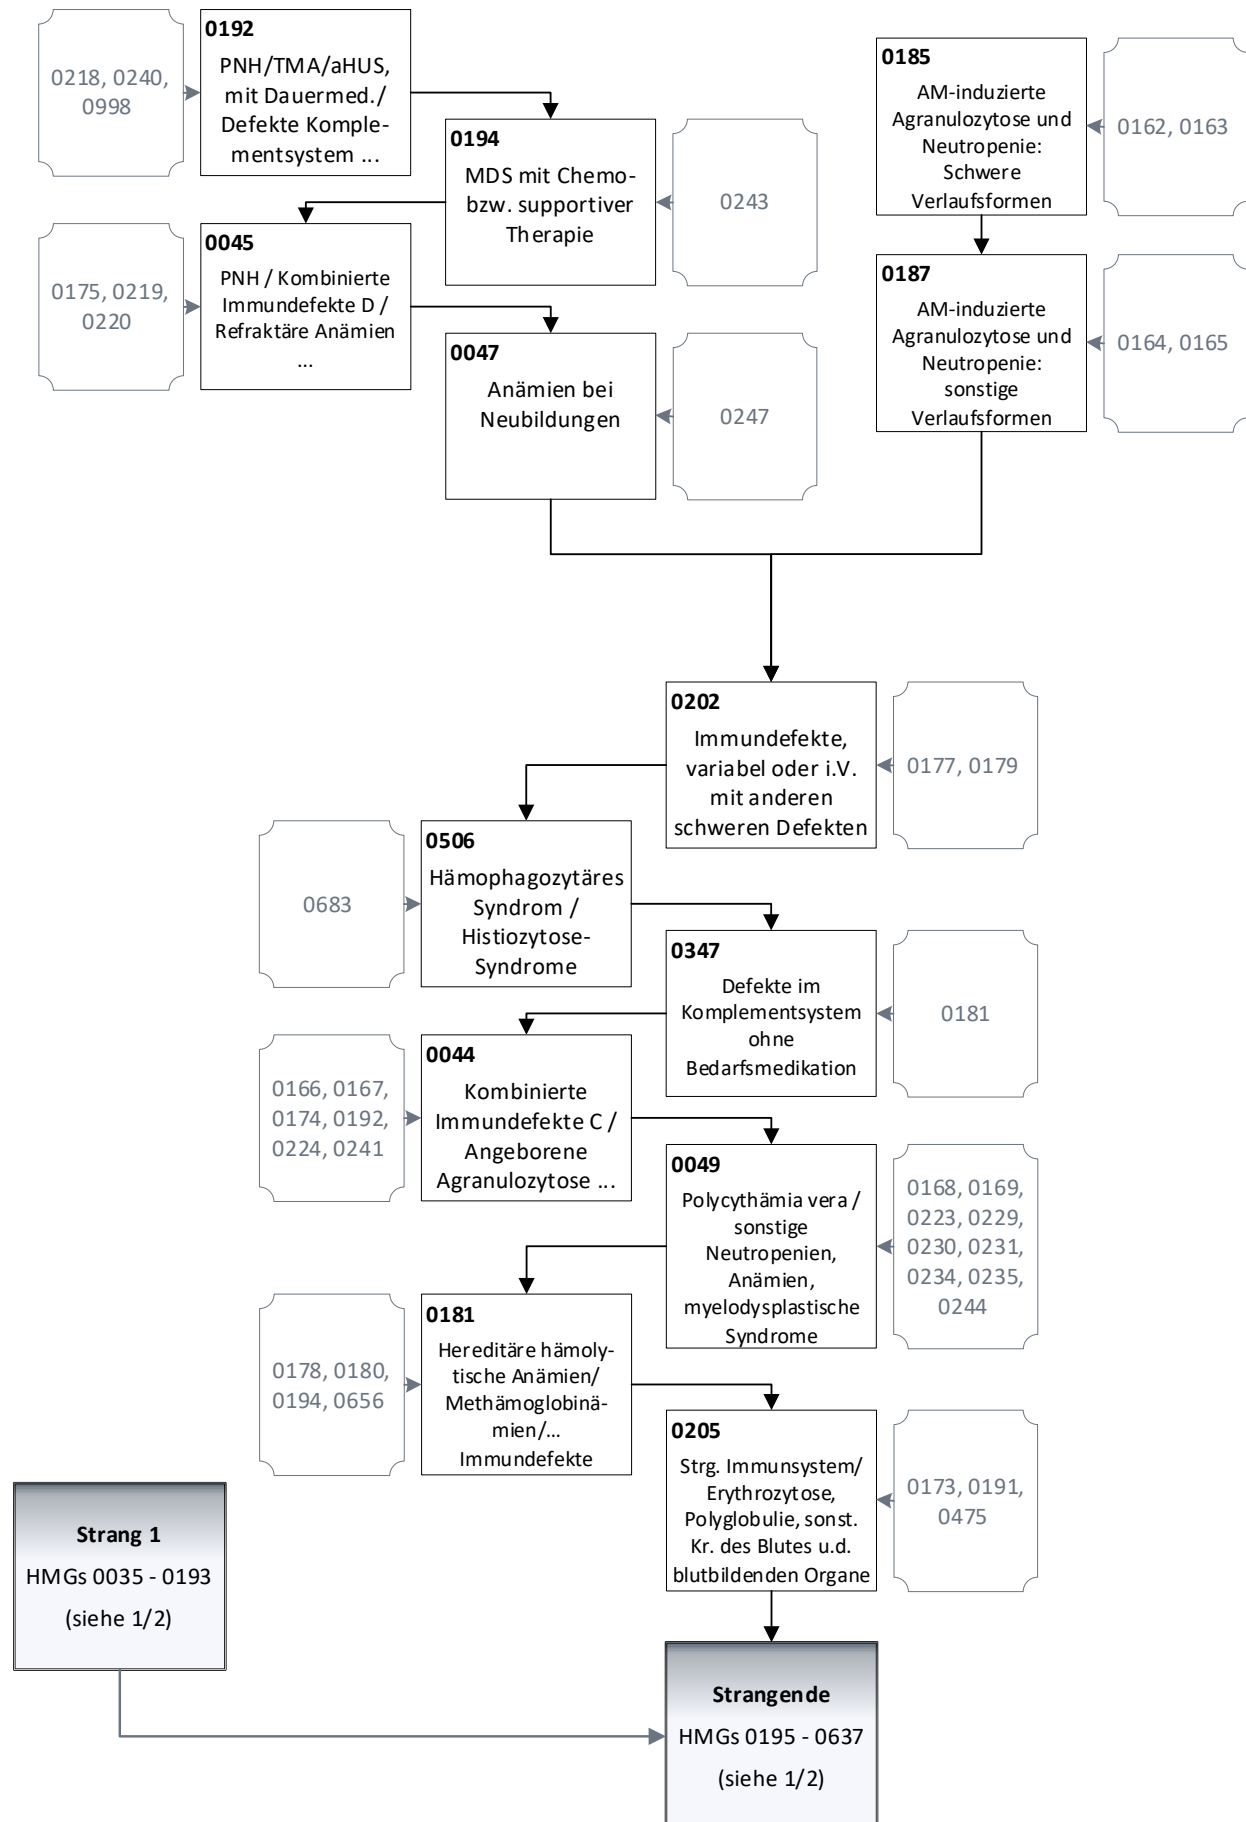 0218, 0240,
0998
0192
PNH/TMA/aHUS,
mit Dauermed./
Defekte Komple-
mentsystem ...
0194
MDS mit Chemo-
bzw. supportiver
Therapie
0243
0185
AM-induzierte
Agranulozytose und
Neutropenie:
Schwere
Verlaufsformen
0162, 0163
0175, 0219,
0220
0045
PNH / Kombinierte
Immundefekte D /
Refraktäre Anämien
...
0047
Anämien bei
Neubildungen
0247
0187
AM-induzierte
Agranulozytose und
Neutropenie:
sonstige
Verlaufsformen
0164, 0165
0202
Immundefekte,
variabel oder i.V.
mit anderen
schweren Defekten
0177, 0179
0683
0506
Hämophagozytäres
Syndrom /
Histiozytose-
Syndrome
0347
Defekte im
Komplementsystem
ohne
Bedarfsmedikation
0181
0166, 0167,
0174, 0192,
0224, 0241
0044
Kombinierte
Immundefekte C /
Angeborene
Agranulozytose ...
0049
Polycythämia vera /
sonstige
Neutropenien,
Anämien,
myelodysplastische
Syndrome
0168, 0169,
0223, 0229,
0230, 0231,
0234, 0235,
0244
0178, 0180,
0194, 0656
0181
Hereditäre hämoly-
tische Anämien/
Methämoglobinä-
mien/...
Immundefekte
0205
Strg. Immunsystem/
Erythrozytose,
Polyglobulie, sonst.
Kr. des Blutes u.d.
blutbildenden Organe
0173, 0191,
0475
Strang 1
HMGs 0035 - 0193
(siehe 1/2)
Strangende
HMGs 0195 - 0637
(siehe 1/2)